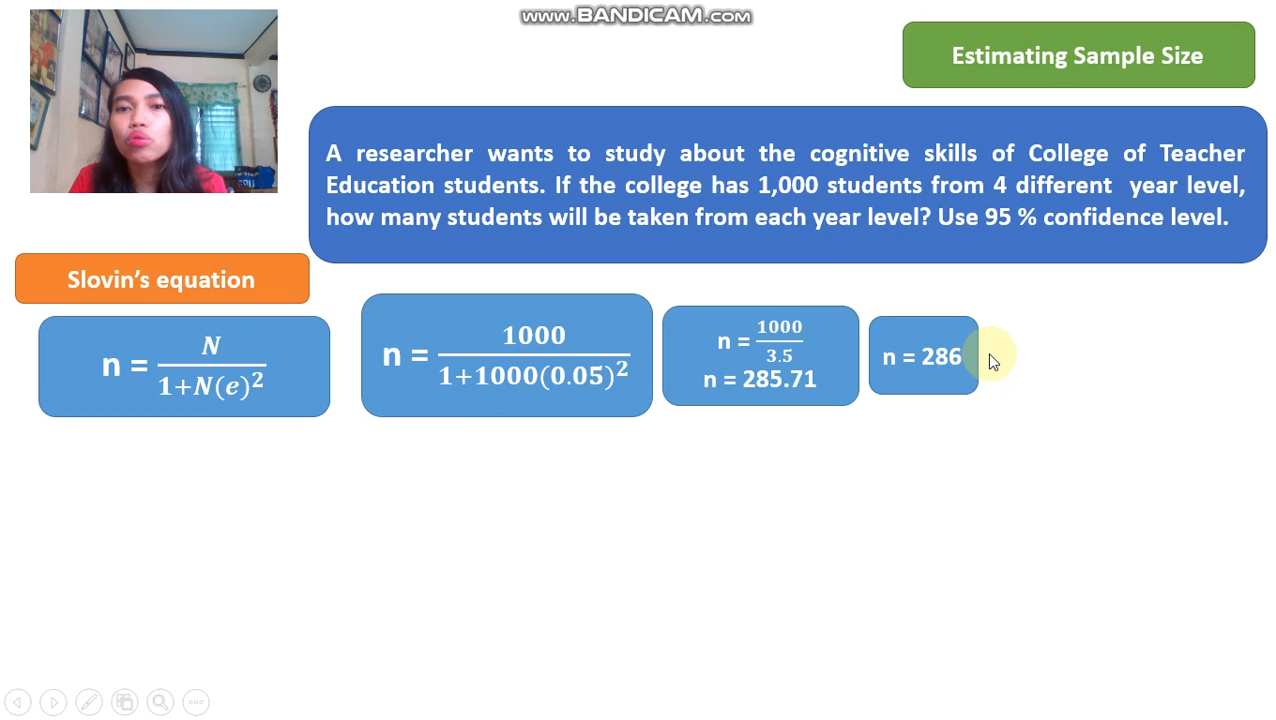 www.BANDICAM.com
Estimating Sample Size
A researcher wants to study about the cognitive skills of College of Teacher
Education students. If the college has 1,000 students from 4 different year level,
how many students will be taken from each year level? Use 95 % confidence level.
Slovin's equation
n = N/1+N(e)²
n = 1000/1+1000(0.05)²
n = 1000/3.5
n = 285.71
n = 286